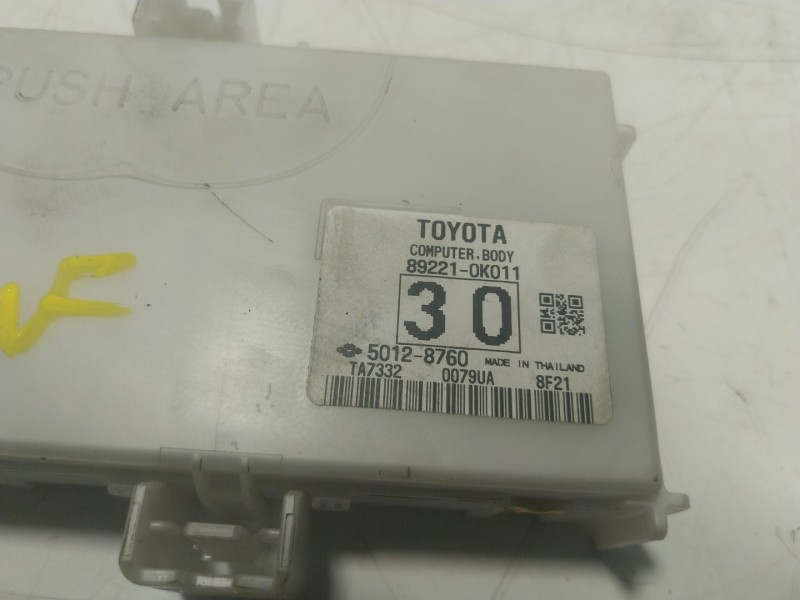 PUSH AREA
TOYOTA
COMPUTER, BODY
89221-0K011
30
5012-8760 MADE IN THAILAND
TA7332 0079UA 8F21